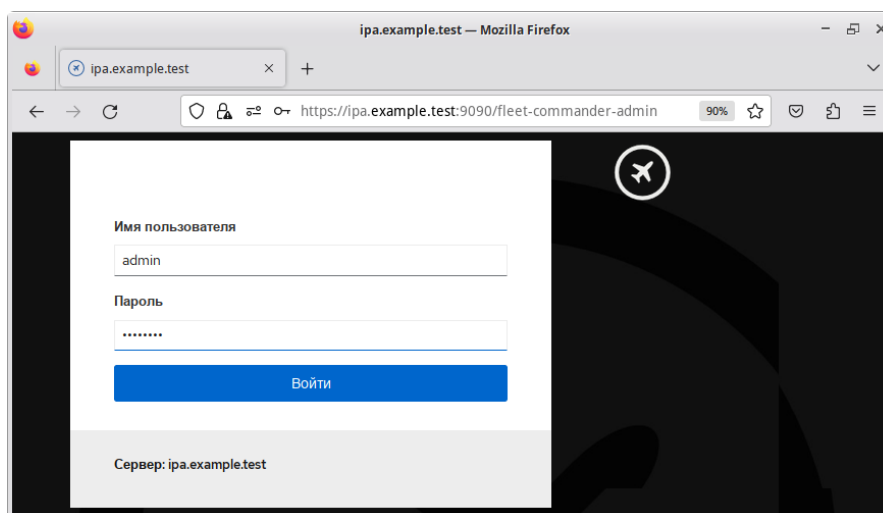 ipa.example.test — Mozilla Firefox
ipa.example.test
https://ipa.example.test:9090/fleet-commander-admin
90%
Имя пользователя
admin
Пароль
••••••••
Войти
Сервер: ipa.example.test